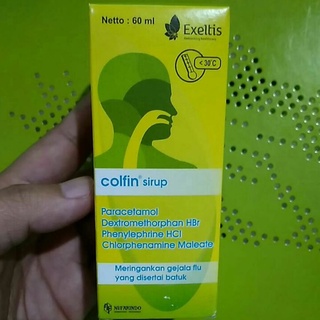 Netto : 60 ml
Exeltis
< 30°C
colfin® sirup
Paracetamol
Dextromethorphan HBr
Phenylephrine HCl
Chlorphenamine Maleate
Meringankan gejala flu
yang disertai batuk